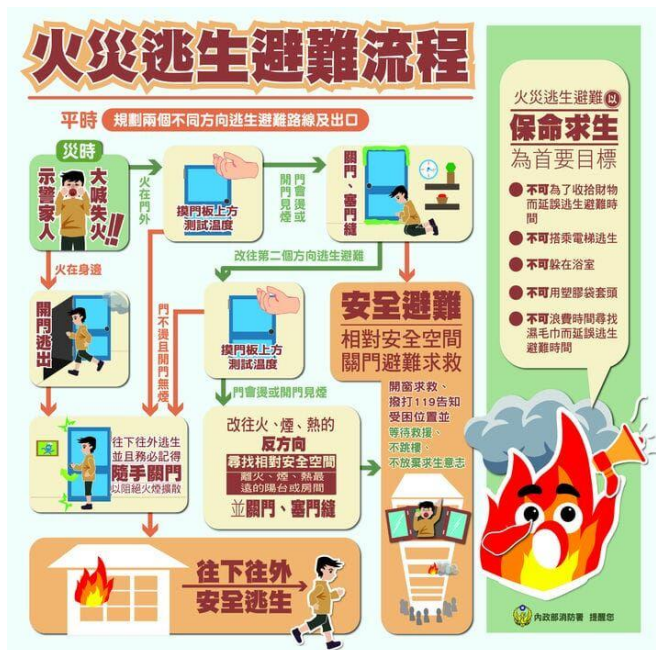 火災逃生避難流程
平時 規劃兩個不同方向逃生避難路線及出口
災時
大喊失火!!
示警家人
火在門外
摸門板上方
測試溫度
門會燙或
開門見煙
關門、塞門縫
火在身邊
開門逃出
門不燙且開門無煙
改往第二個方向逃生避難
摸門板上方
測試溫度
門會燙或開門見煙
往下往外逃生
並且務必記得
隨手關門
以阻絕火煙擴散
改往火、煙、熱的
反方向
尋找相對安全空間
離火、煙、熱最
遠的陽台或房間
並關門、塞門縫
安全避難
相對安全空間
關門避難求救
開窗求救、
撥打119告知
受困位置並
等待救援、
不跳樓、
不放棄求生意志
往下往外
安全逃生
火災逃生避難以
保命求生
為首要目標
不可為了收拾財物
而延誤逃生避難時
間
不可搭乘電梯逃生
不可躲在浴室
不可用塑膠袋套頭
不可浪費時間尋找
濕毛巾而延誤逃生
避難時間
內政部消防署 提醒您